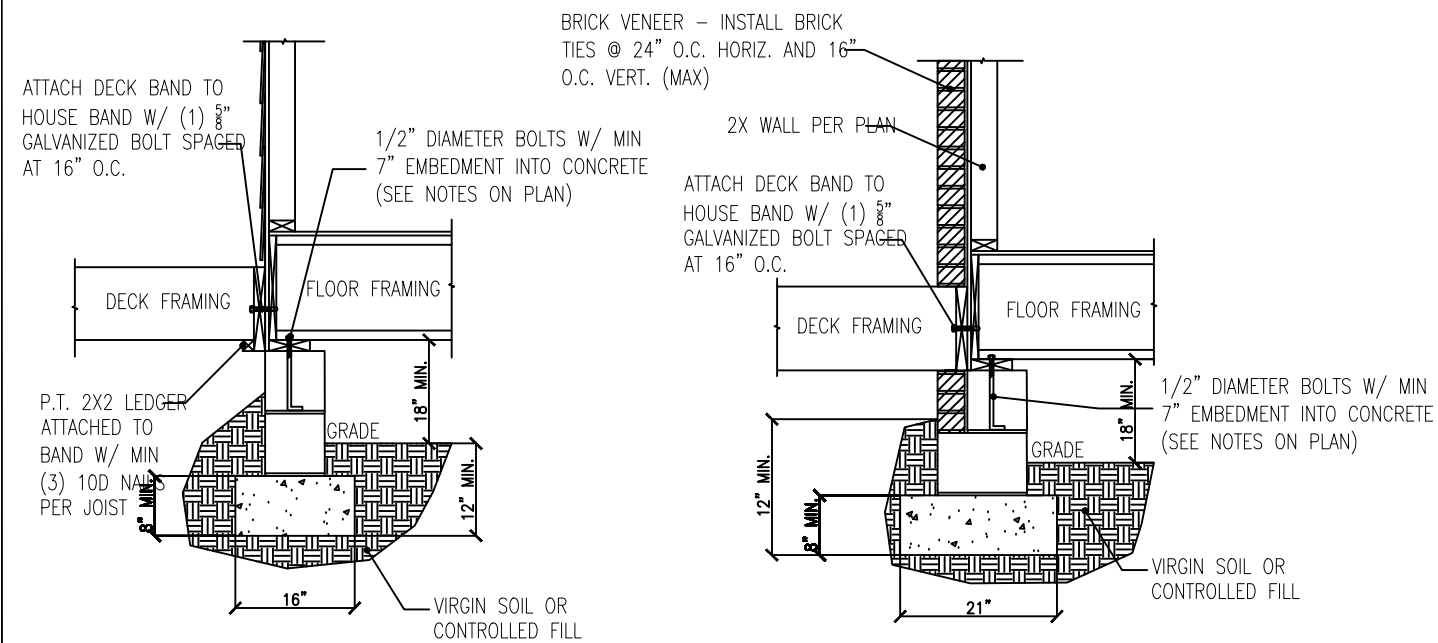 ATTACH DECK BAND TO
HOUSE BAND W/ (1) 5/8"
GALVANIZED BOLT SPACED
AT 16" O.C.
1/2" DIAMETER BOLTS W/ MIN
7" EMBEDMENT INTO CONCRETE
(SEE NOTES ON PLAN)
DECK FRAMING
FLOOR FRAMING
P.T. 2X2 LEDGER
ATTACHED TO
BAND W/ MIN
(3) 10D NAILS
PER JOIST
18" MIN.
GRADE
8" MIN.
12" MIN.
16"
VIRGIN SOIL OR
CONTROLLED FILL
BRICK VENEER – INSTALL BRICK
TIES @ 24" O.C. HORIZ. AND 16"
O.C. VERT. (MAX)
2X WALL PER PLAN
ATTACH DECK BAND TO
HOUSE BAND W/ (1) 5/8"
GALVANIZED BOLT SPACED
AT 16" O.C.
DECK FRAMING
FLOOR FRAMING
1/2" DIAMETER BOLTS W/ MIN
7" EMBEDMENT INTO CONCRETE
(SEE NOTES ON PLAN)
18" MIN.
GRADE
12" MIN.
8" MIN.
21"
VIRGIN SOIL OR
CONTROLLED FILL